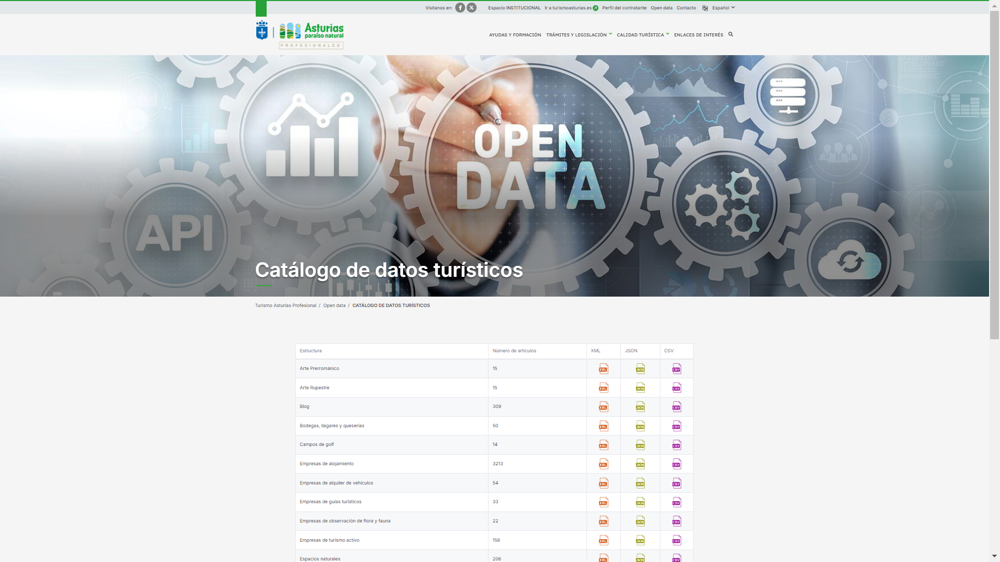 Visítanos en:
Espacio INSTITUCIONAL
Ir a turismoasturias.es
Perfil del contratante
Open data
Contacto
Español
Asturias
paraíso natural
PROFESIONALES
AYUDAS Y FORMACIÓN
TRÁMITES Y LEGISLACIÓN
CALIDAD TURÍSTICA
ENLACES DE INTERÉS
MARKETING
DEVELOPMENT
RESOURCES
MANAGEMENT
OPEN
DATA
API
Catálogo de datos turísticos
Turismo Asturias Profesional / Open data / CATÁLOGO DE DATOS TURÍSTICOS
Estructura Número de artículos XML JSON CSV
Arte Prerrománico 15 XML JSON CSV
Arte Rupestre 15 XML JSON CSV
Blog 309 XML JSON CSV
Bodegas, llagares y queserías 50 XML JSON CSV
Campos de golf 14 XML JSON CSV
Empresas de alojamiento 3213 XML JSON CSV
Empresas de alquiler de vehículos 54 XML JSON CSV
Empresas de guías turísticos 33 XML JSON CSV
Empresas de observación de flora y fauna 22 XML JSON CSV
Empresas de turismo activo 158 XML JSON CSV
Espacios naturales 206 XML JSON CSV